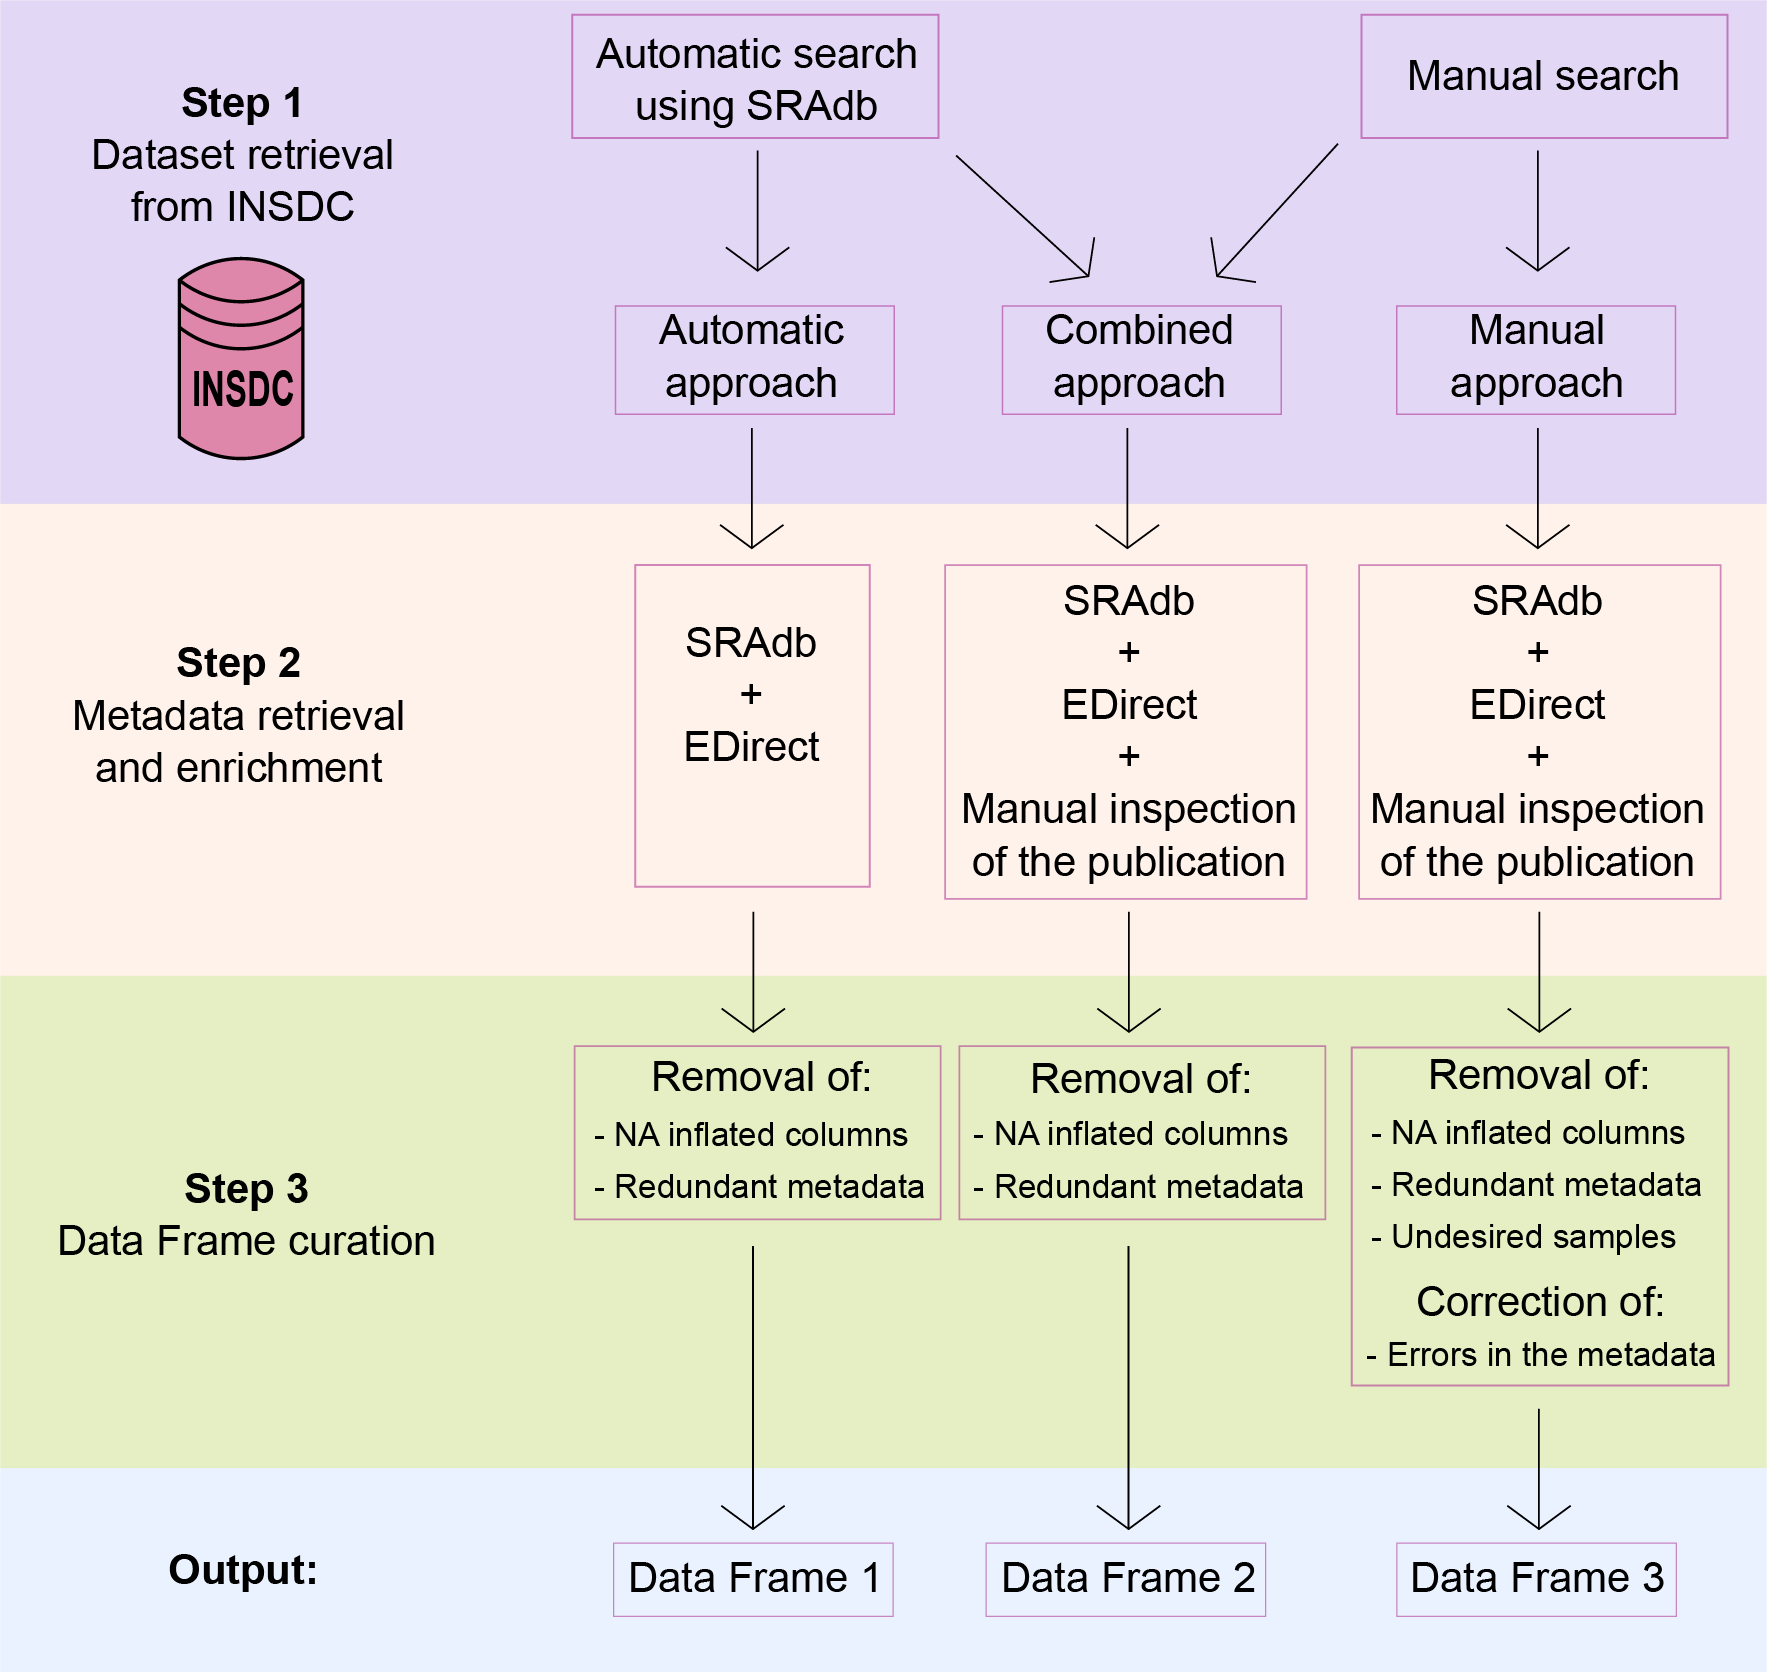 Step 1
Dataset retrieval
from INSDC
INSDC
Automatic search
using SRAdb
Manual search
Automatic
approach
Combined
approach
Manual
approach
Step 2
Metadata retrieval
and enrichment
SRAdb
+
EDirect
SRAdb
+
EDirect
+
Manual inspection
of the publication
SRAdb
+
EDirect
+
Manual inspection
of the publication
Step 3
Data Frame curation
Removal of:
- NA inflated columns
- Redundant metadata
Removal of:
- NA inflated columns
- Redundant metadata
Removal of:
- NA inflated columns
- Redundant metadata
- Undesired samples
Correction of:
- Errors in the metadata
Output:
Data Frame 1
Data Frame 2
Data Frame 3